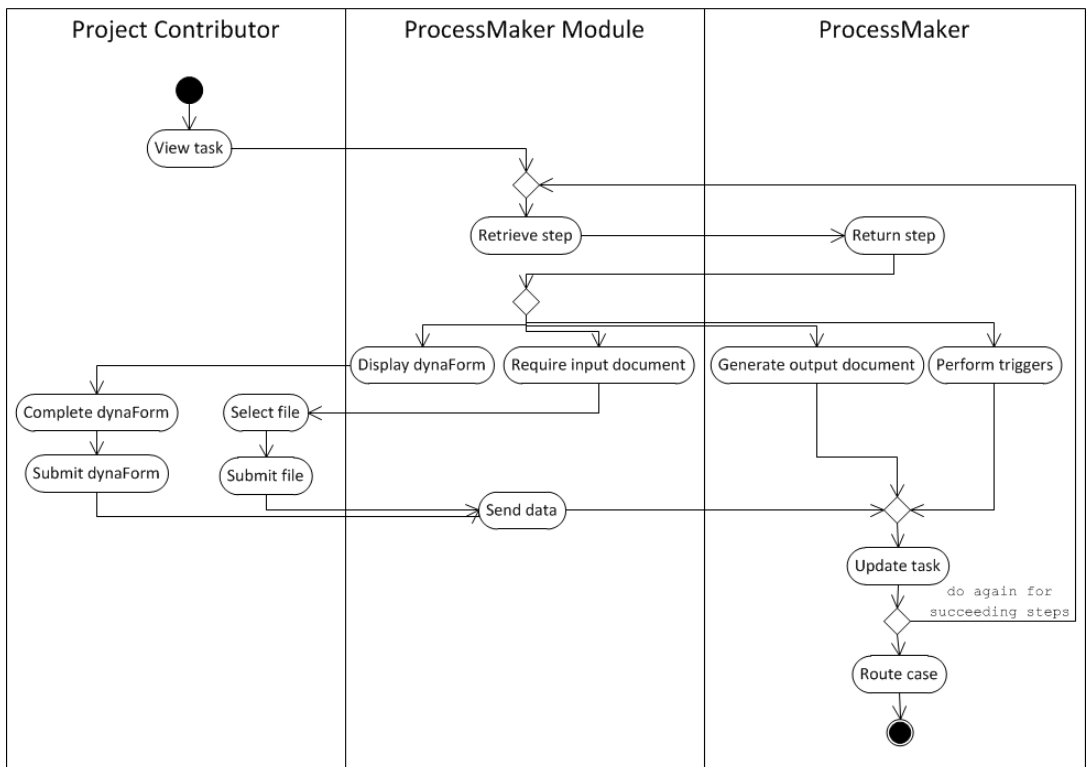 Project Contributor
ProcessMaker Module
ProcessMaker
View task
Retrieve step
Return step
Display dynaForm
Require input document
Generate output document
Perform triggers
Complete dynaForm
Select file
Submit dynaForm
Submit file
Send data
Update task
do again for
succeeding steps
Route case